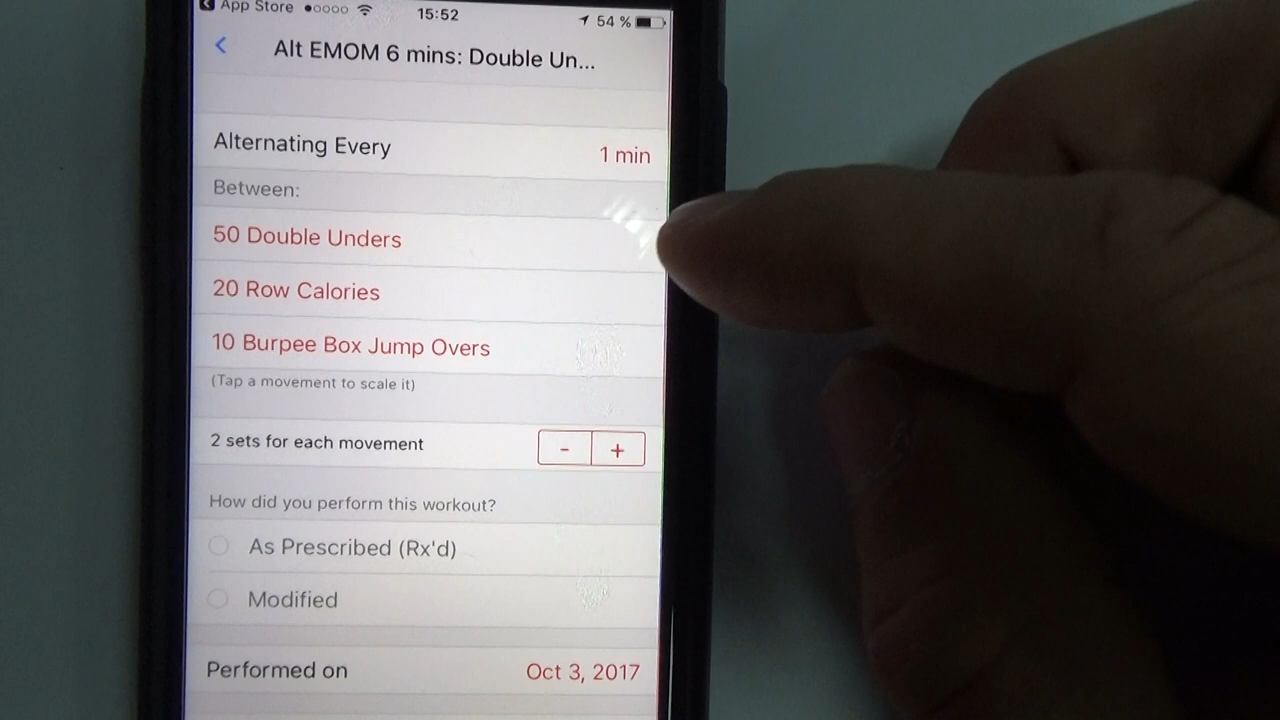 App Store 15:52 54 %
Alt EMOM 6 mins: Double Un...
Alternating Every 1 min
Between:
50 Double Unders
20 Row Calories
10 Burpee Box Jump Overs
(Tap a movement to scale it)
2 sets for each movement - +
How did you perform this workout?
As Prescribed (Rx'd)
Modified
Performed on Oct 3, 2017